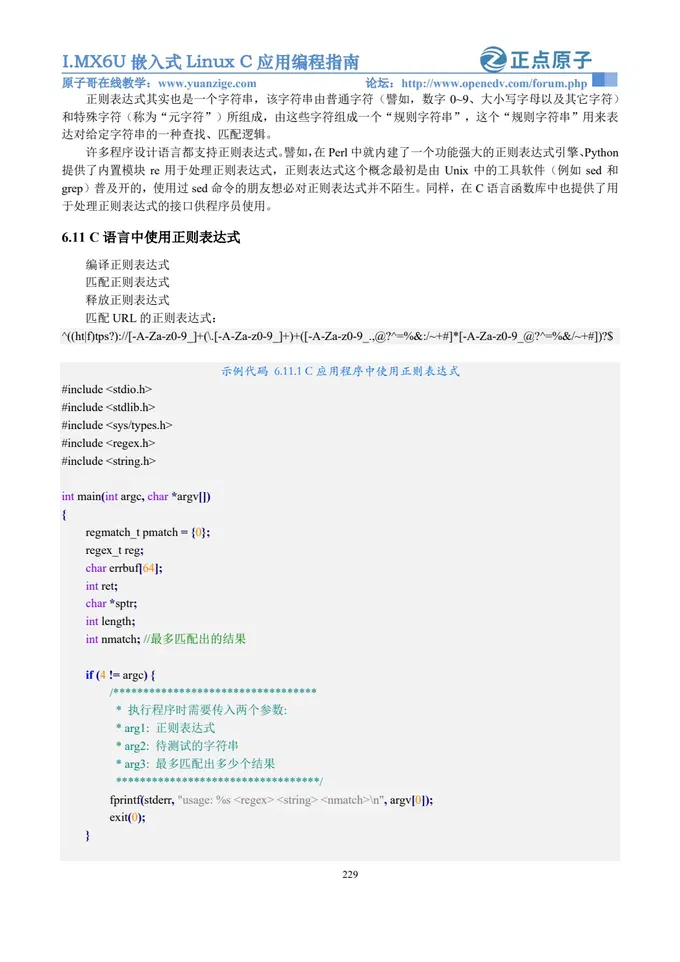 I.MX6U 嵌入式 Linux C 应用编程指南
正点原子
原子哥在线教学：www.yuanzige.com 论坛：http://www.openedv.com/forum.php
正则表达式其实也是一个字符串，该字符串由普通字符（譬如，数字 0~9、大小写字母以及其它字符）
和特殊字符（称为“元字符”）所组成，由这些字符组成一个“规则字符串”，这个“规则字符串”用来表
达对给定字符串的一种查找、匹配逻辑。
许多程序设计语言都支持正则表达式。譬如，在 Perl 中就内建了一个功能强大的正则表达式引擎、Python
提供了内置模块 re 用于处理正则表达式，正则表达式这个概念最初是由 Unix 中的工具软件（例如 sed 和
grep）普及开的，使用过 sed 命令的朋友想必对正则表达式并不陌生。同样，在 C 语言函数库中也提供了用
于处理正则表达式的接口供程序员使用。
6.11 C 语言中使用正则表达式
编译正则表达式
匹配正则表达式
释放正则表达式
匹配 URL 的正则表达式：
^((ht|f)tps?)://[-A-Za-z0-9_]+(\.[-A-Za-z0-9_]+)+([-A-Za-z0-9_.,@?^=%&:/~+#]*[-A-Za-z0-9_@?^=%&/~+#])?$
示例代码 6.11.1 C 应用程序中使用正则表达式
#include <stdio.h>
#include <stdlib.h>
#include <sys/types.h>
#include <regex.h>
#include <string.h>
int main(int argc, char *argv[])
{
regmatch_t pmatch = {0};
regex_t reg;
char errbuf[64];
int ret;
char *sptr;
int length;
int nmatch; //最多匹配出的结果
if (4 != argc) {
/**********************************
* 执行程序时需要传入两个参数:
* arg1: 正则表达式
* arg2: 待测试的字符串
* arg3: 最多匹配出多少个结果
**********************************/
fprintf(stderr, "usage: %s <regex> <string> <nmatch>\n", argv[0]);
exit(0);
}
229